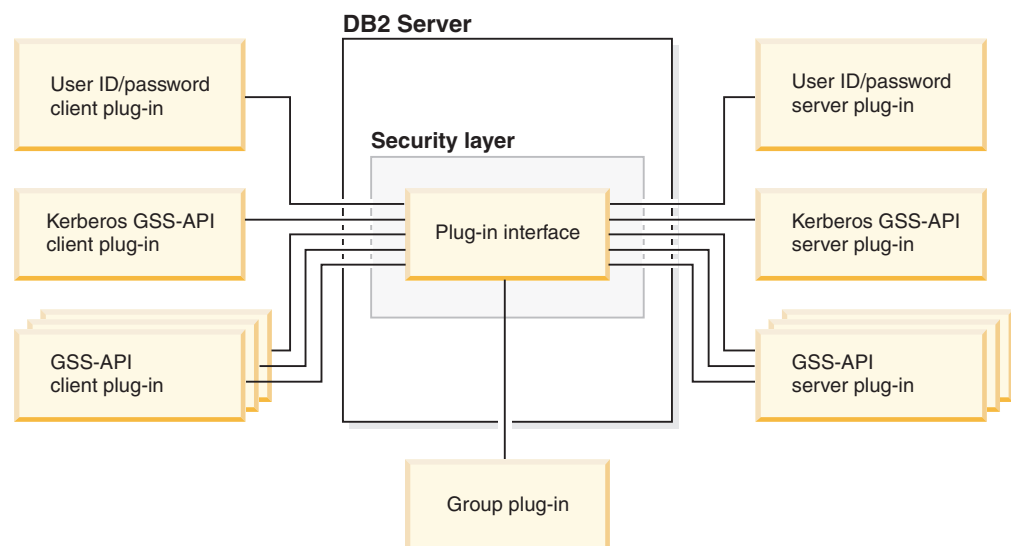 DB2 Server
User ID/password
client plug-in
User ID/password
server plug-in
Security layer
Kerberos GSS-API
client plug-in
Plug-in interface
Kerberos GSS-API
server plug-in
GSS-API
client plug-in
GSS-API
server plug-in
Group plug-in